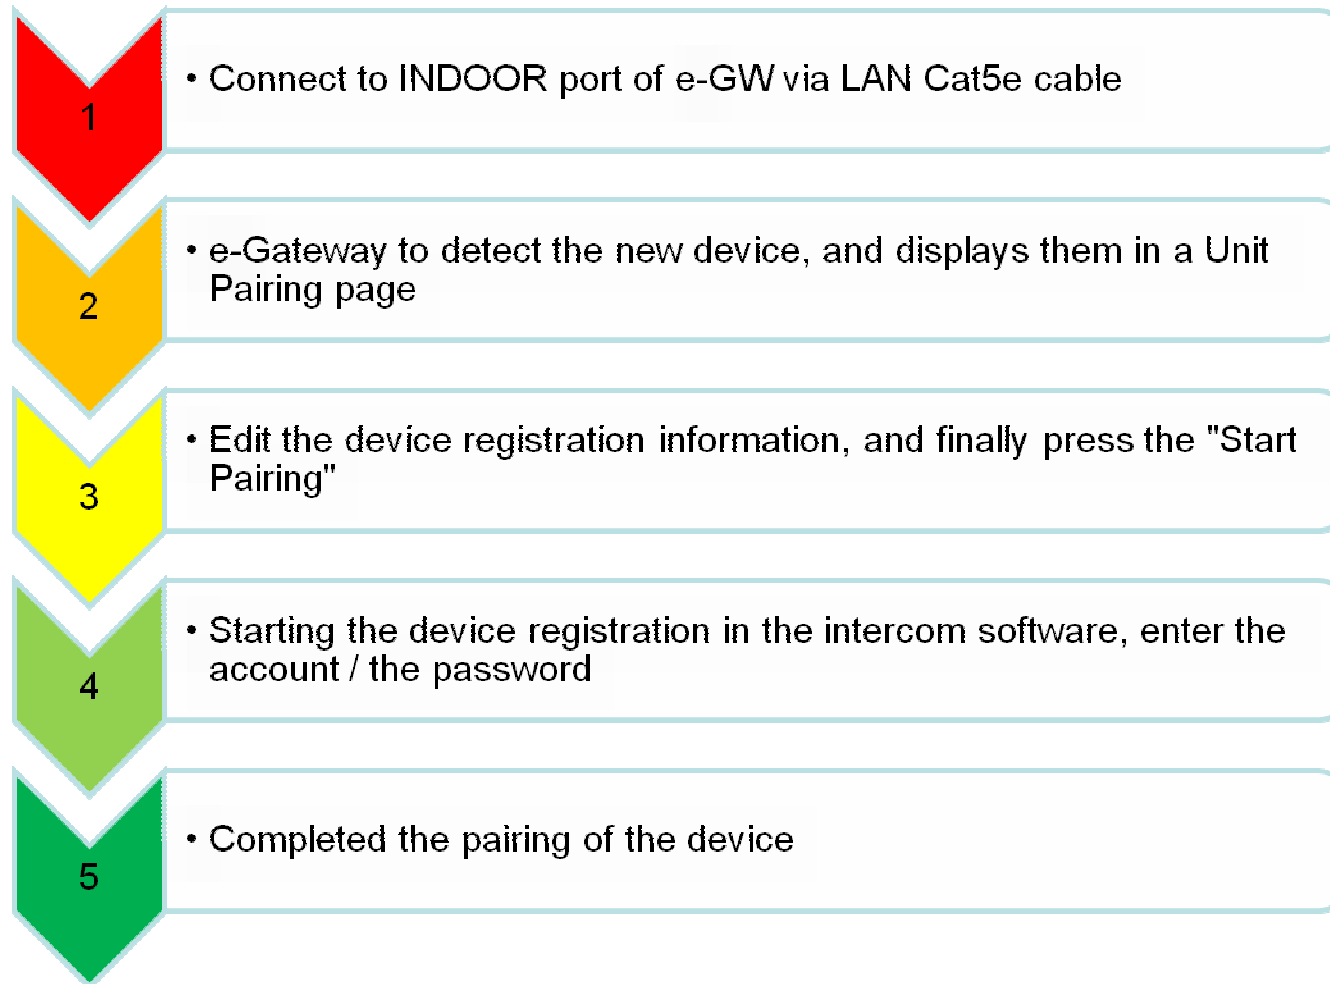 1
• Connect to INDOOR port of e-GW via LAN Cat5e cable
2
• e-Gateway to detect the new device, and displays them in a Unit
Pairing page
3
• Edit the device registration information, and finally press the "Start
Pairing"
4
• Starting the device registration in the intercom software, enter the
account / the password
5
• Completed the pairing of the device